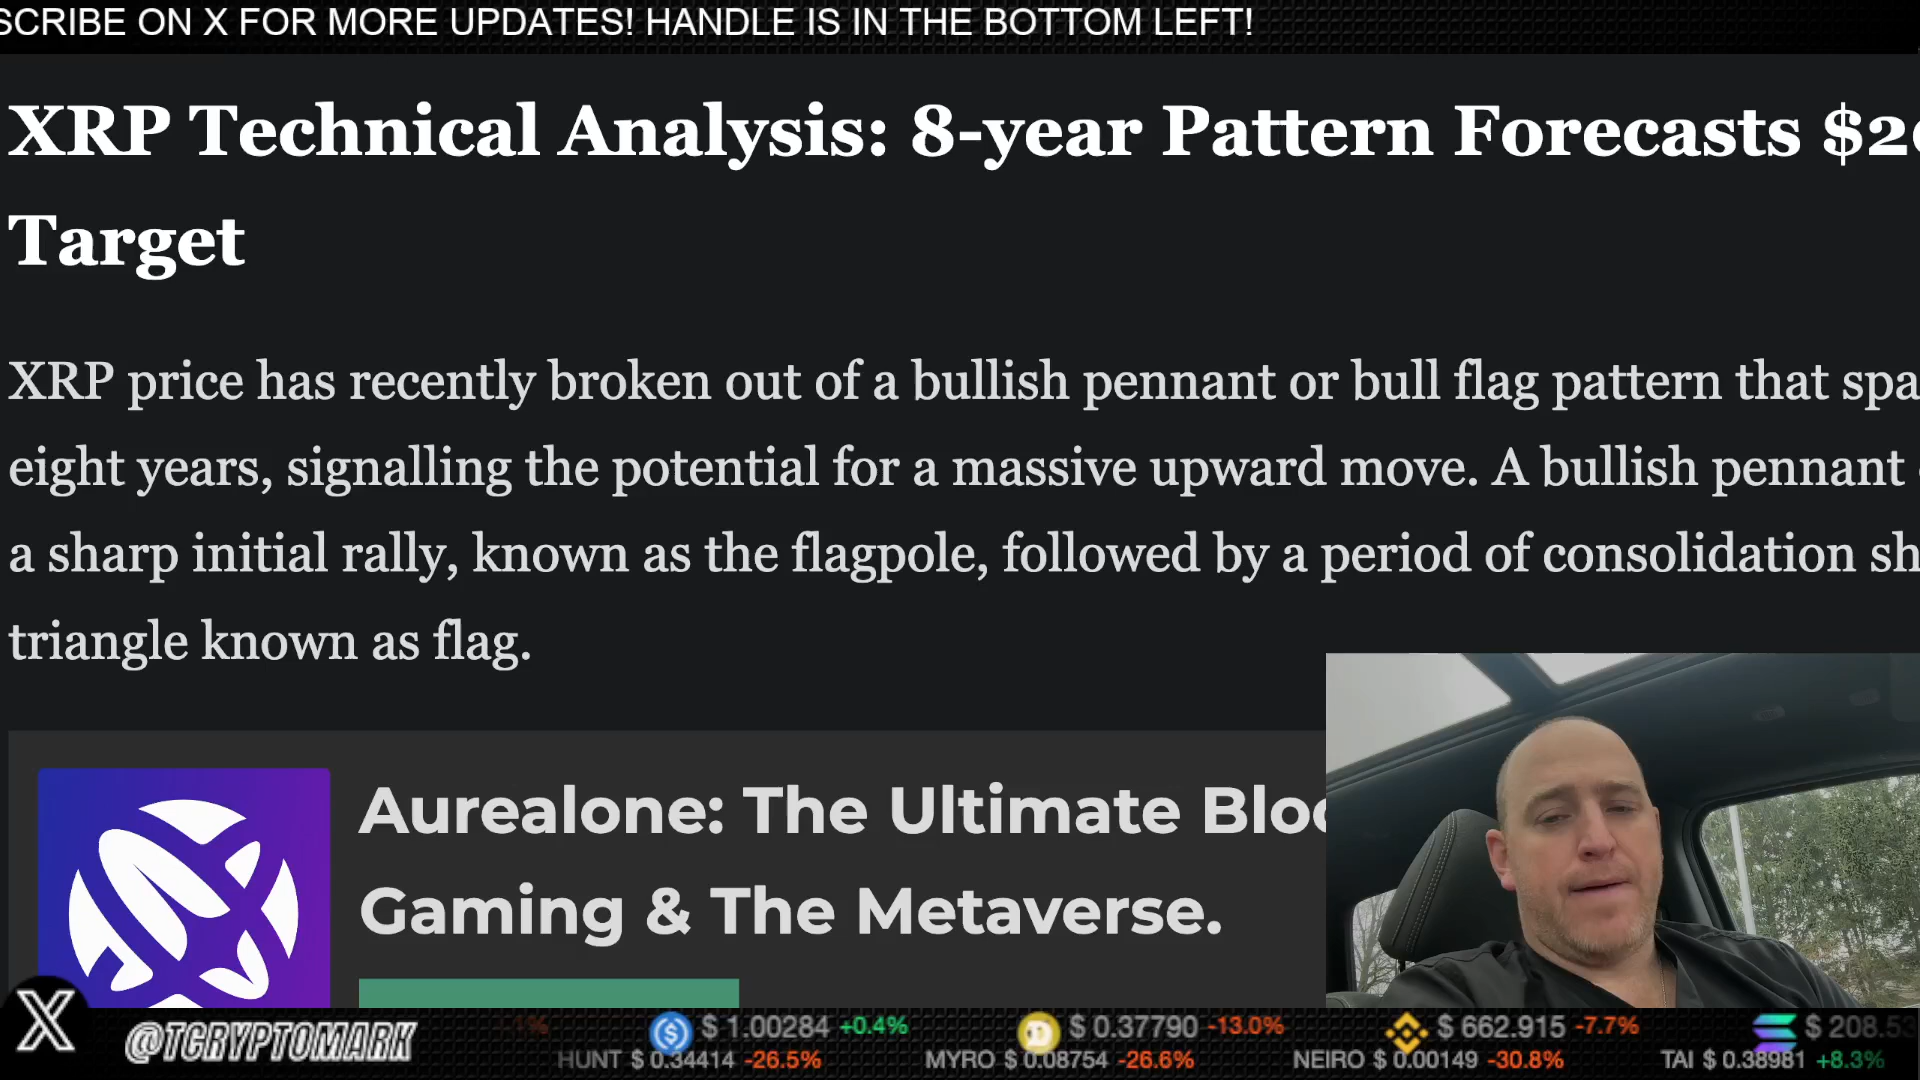 SCRIBE ON X FOR MORE UPDATES! HANDLE IS IN THE BOTTOM LEFT!
XRP Technical Analysis: 8-year Pattern Forecasts $20
Target
XRP price has recently broken out of a bullish pennant or bull flag pattern that spa
eight years, signalling the potential for a massive upward move. A bullish pennant
a sharp initial rally, known as the flagpole, followed by a period of consolidation sh
triangle known as flag.
Aurealone: The Ultimate Bloc
Gaming & The Metaverse.
X @TCRYPTOMARK
$ 1.00284 +0.4% $ 0.37790 -13.0% $ 662.915 -7.7% $ 208.53
HUNT $ 0.34414 -26.5% MYRO $ 0.08754 -26.6% NEIRO $ 0.00149 -30.8% TAI $ 0.38981 +8.3%